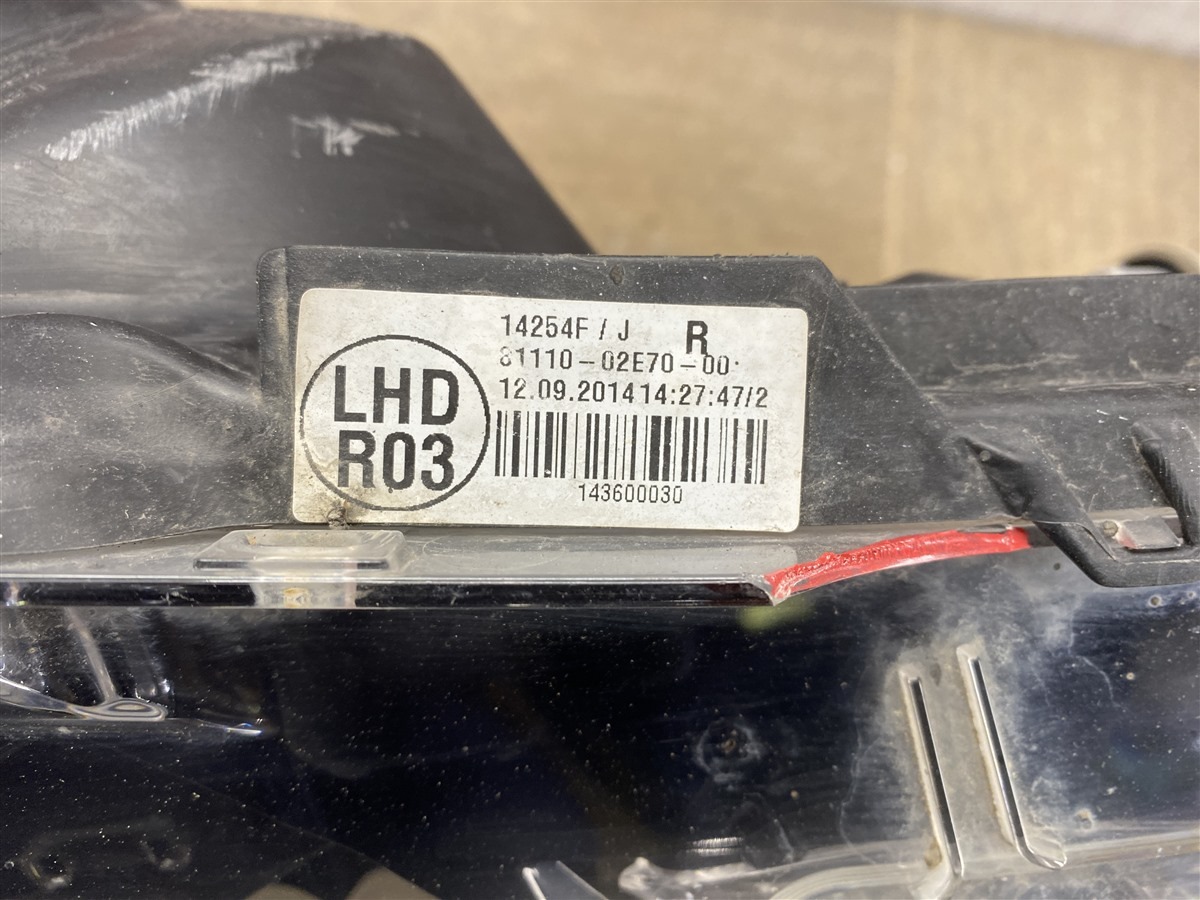 14254F / J R
81110-02E70-00
12.09.2014 14:27:47/2
LHD
R03
143600030